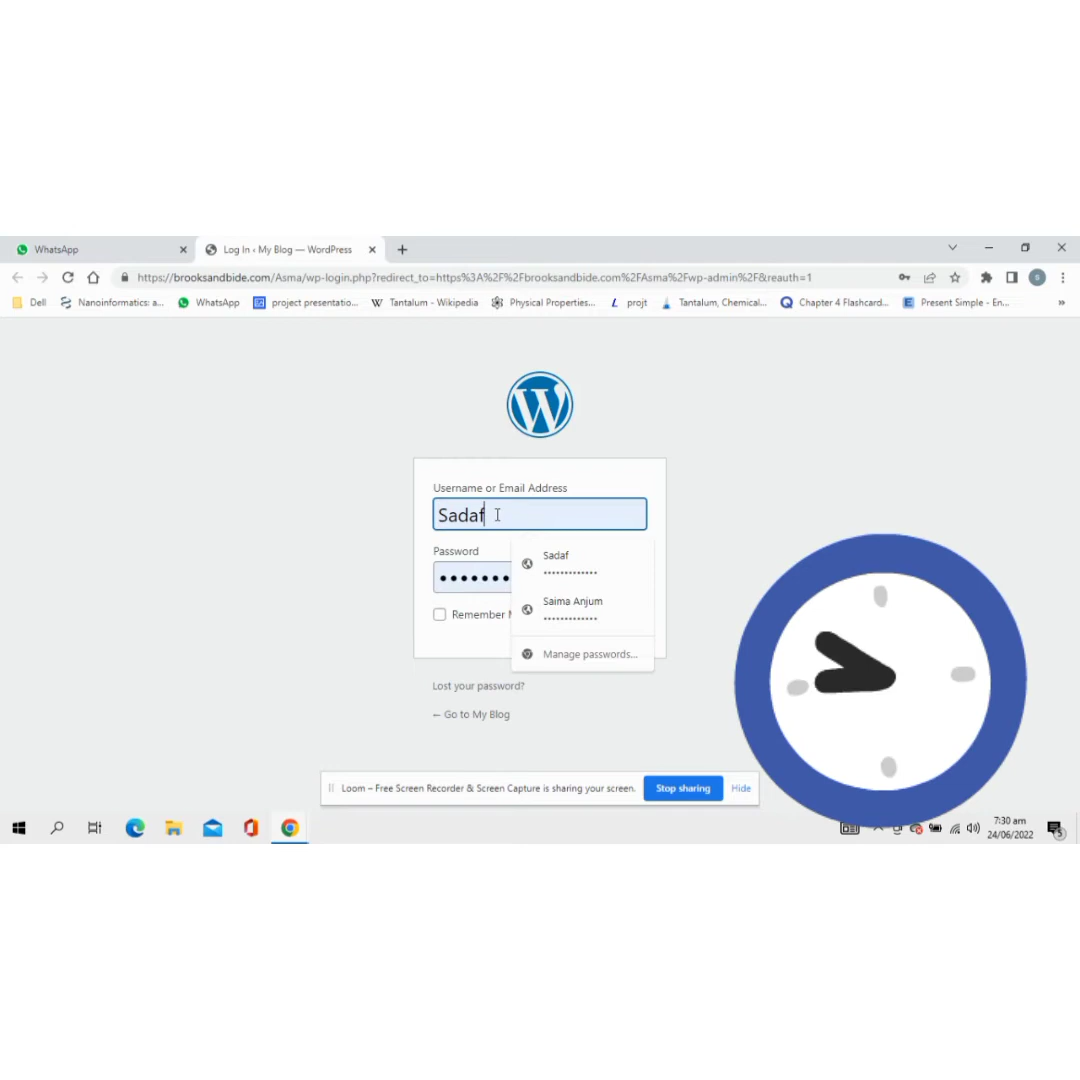 WhatsApp
Log In ‹ My Blog — WordPress
https://brooksandbide.com/Asma/wp-login.php?redirect_to=https%3A%2F%2Fbrooksandbide.com%2FAsma%2Fwp-admin%2F&reauth=1
Dell Nanoinformatics: a... WhatsApp project presentatio... Tantalum - Wikipedia Physical Properties... projt Tantalum, Chemical... Chapter 4 Flashcard... Present Simple - En... »
Username or Email Address
Sadaf
Password
Sadaf
Saima Anjum
Remember
Manage passwords...
Lost your password?
← Go to My Blog
Loom – Free Screen Recorder & Screen Capture is sharing your screen. Stop sharing Hide
7:30 am
24/06/2022
5